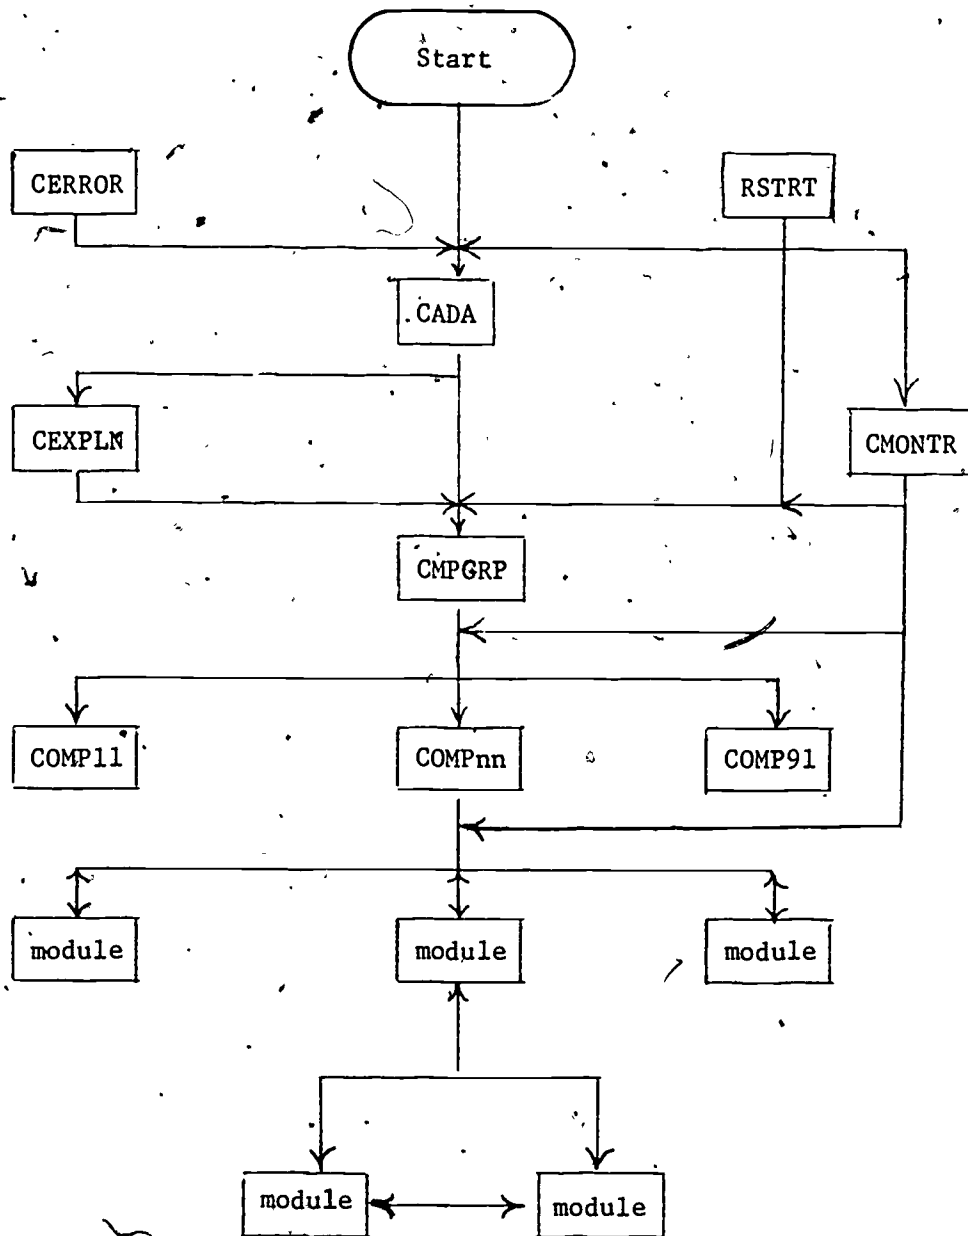 Start
CERROR
RSTRT
CADA
CEXPLN
CMONTR
CMPGRP
COMP11
COMPnn
COMP91
module
module
module
module
module